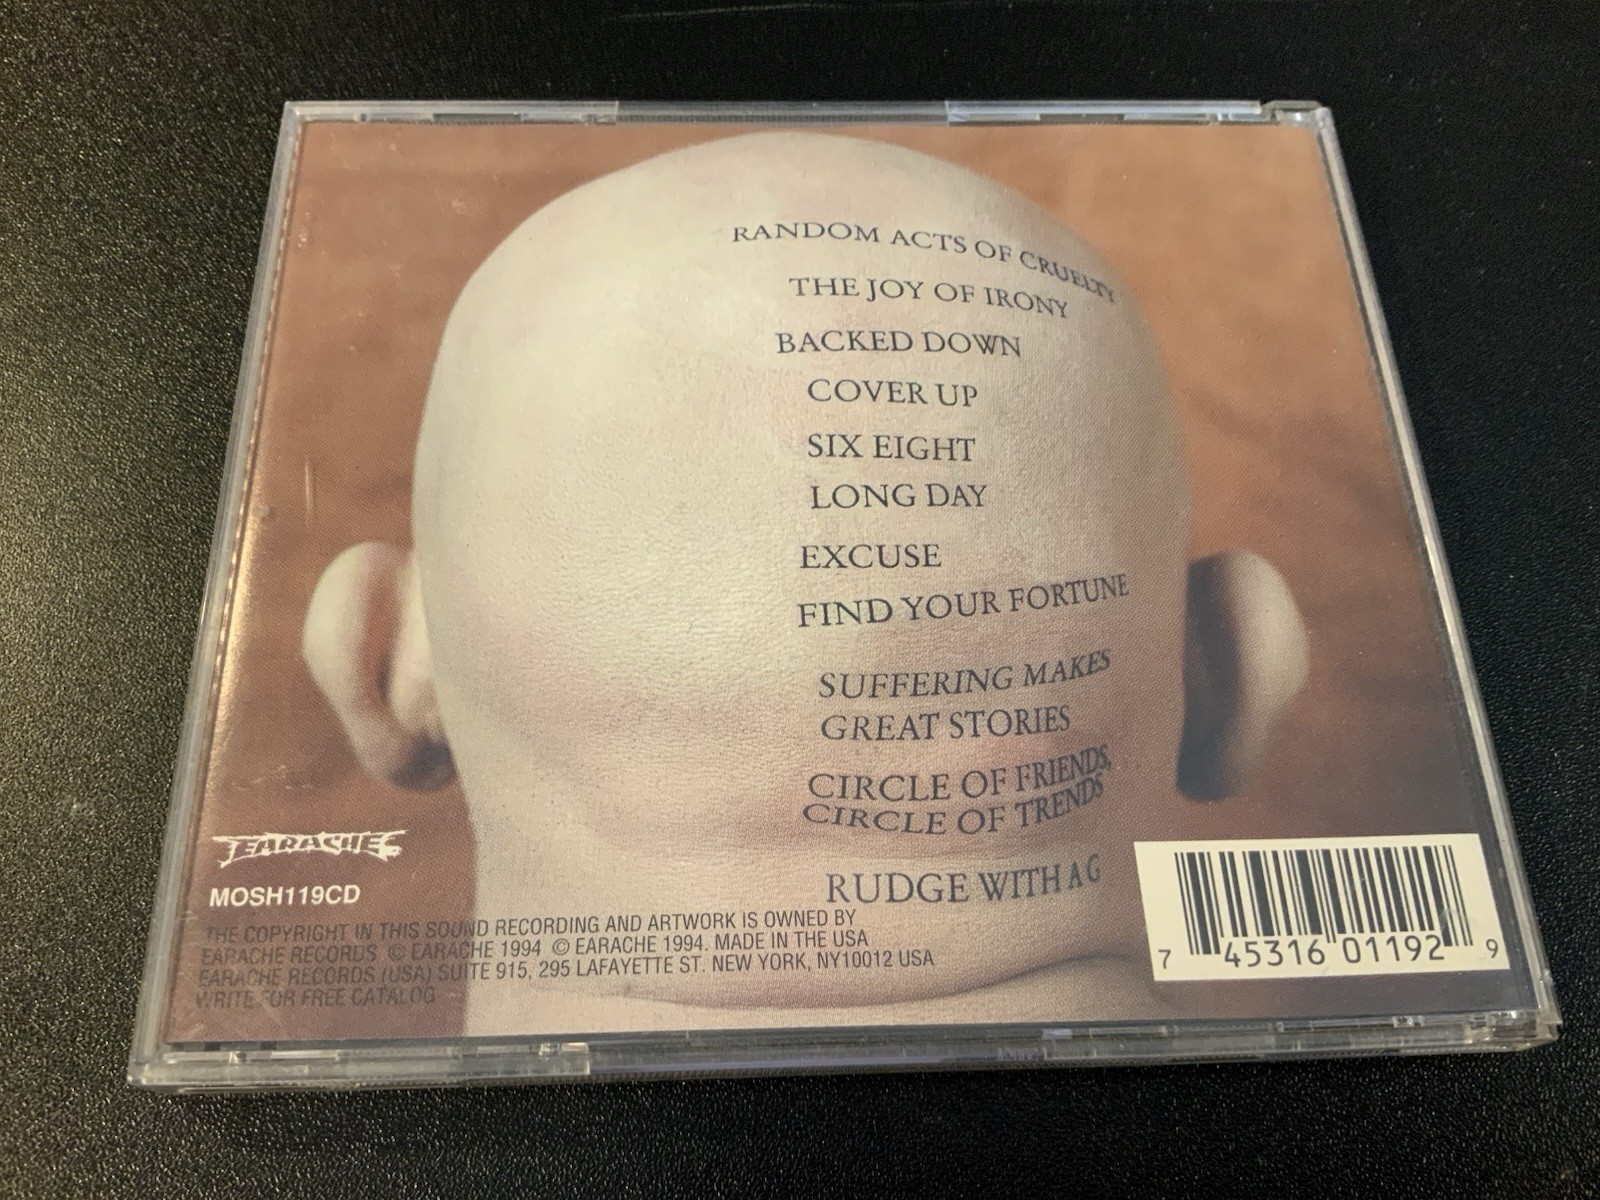 RANDOM ACTS OF CRUELTY
THE JOY OF IRONY
BACKED DOWN
COVER UP
SIX EIGHT
LONG DAY
EXCUSE
FIND YOUR FORTUNE
SUFFERING MAKES
GREAT STORIES
CIRCLE OF FRIENDS,
CIRCLE OF TRENDS
RUDGE WITH A G
EARACHE
MOSH119CD
THE COPYRIGHT IN THIS SOUND RECORDING AND ARTWORK IS OWNED BY
EARACHE RECORDS © EARACHE 1994 © EARACHE 1994. MADE IN THE USA
EARACHE RECORDS (USA) SUITE 915, 295 LAFAYETTE ST. NEW YORK, NY10012 USA
WRITE FOR FREE CATALOG
7 45316 01192 9